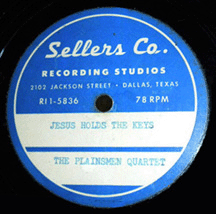 Sellers Co.
RECORDING STUDIOS
2102 JACKSON STREET • DALLAS, TEXAS
RI1-5836 78 RPM
JESUS HOLDS THE KEYS
THE PLAINSMEN QUARTET